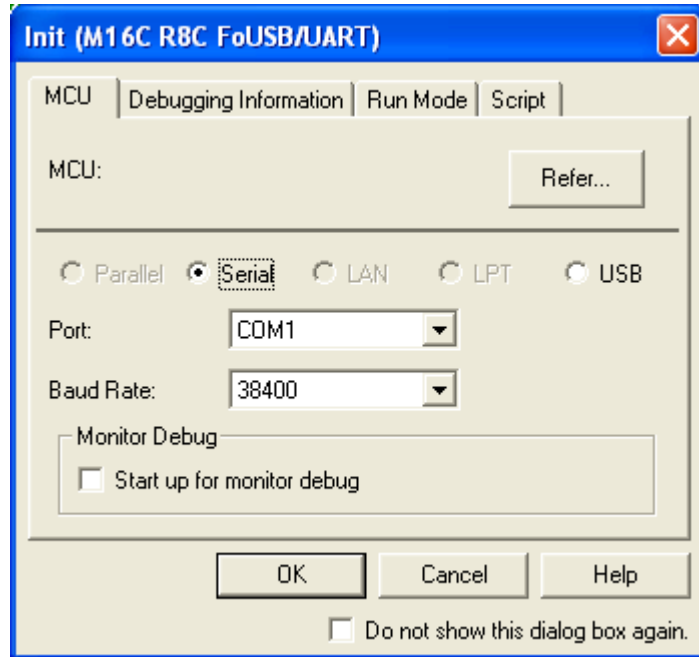 Init (M16C R8C FoUSB/UART)
MCU Debugging Information Run Mode Script
MCU: Refer...
Parallel Serial LAN LPT USB
Port: COM1
Baud Rate: 38400
Monitor Debug
Start up for monitor debug
OK Cancel Help
Do not show this dialog box again.